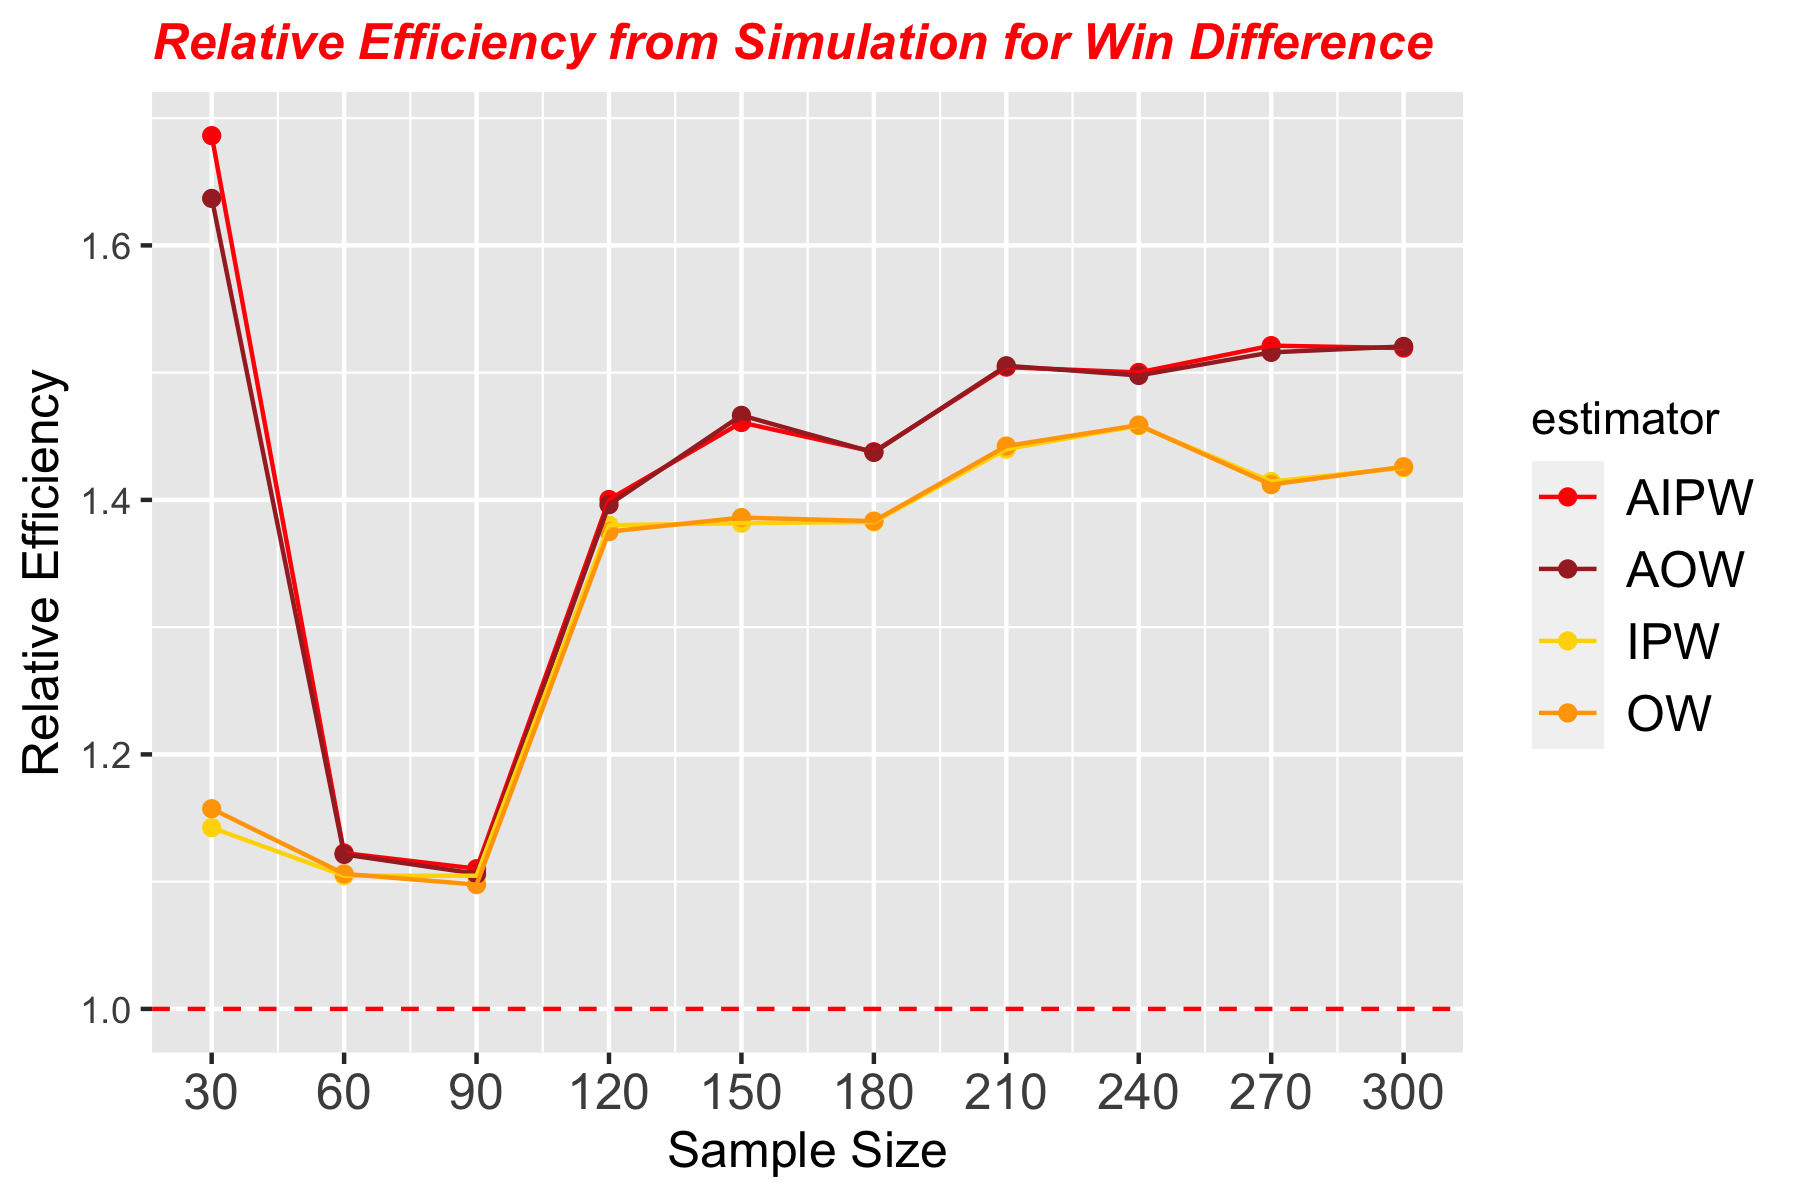 Relative Efficiency from Simulation for Win Difference
Relative Efficiency
1.6
1.4
1.2
1.0
30 60 90 120 150 180 210 240 270 300
Sample Size
estimator
AIPW
AOW
IPW
OW